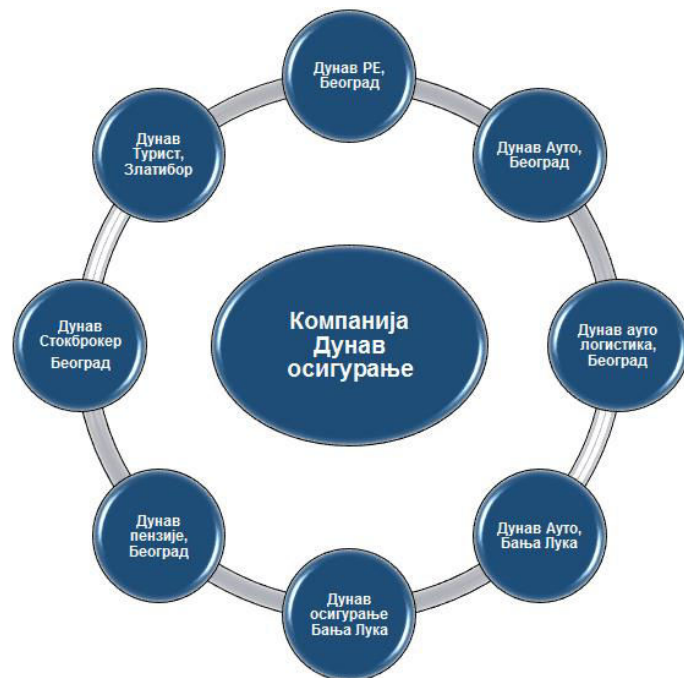 Дунав РЕ,
Београд
Дунав Ауто,
Београд
Дунав ауто
логистика,
Београд
Дунав Ауто,
Бања Лука
Дунав
осигурање
Бања Лука
Дунав
пензије,
Београд
Дунав
Стокброкер
Београд
Дунав
Турист,
Златибор
Компанија
Дунав
осигурање